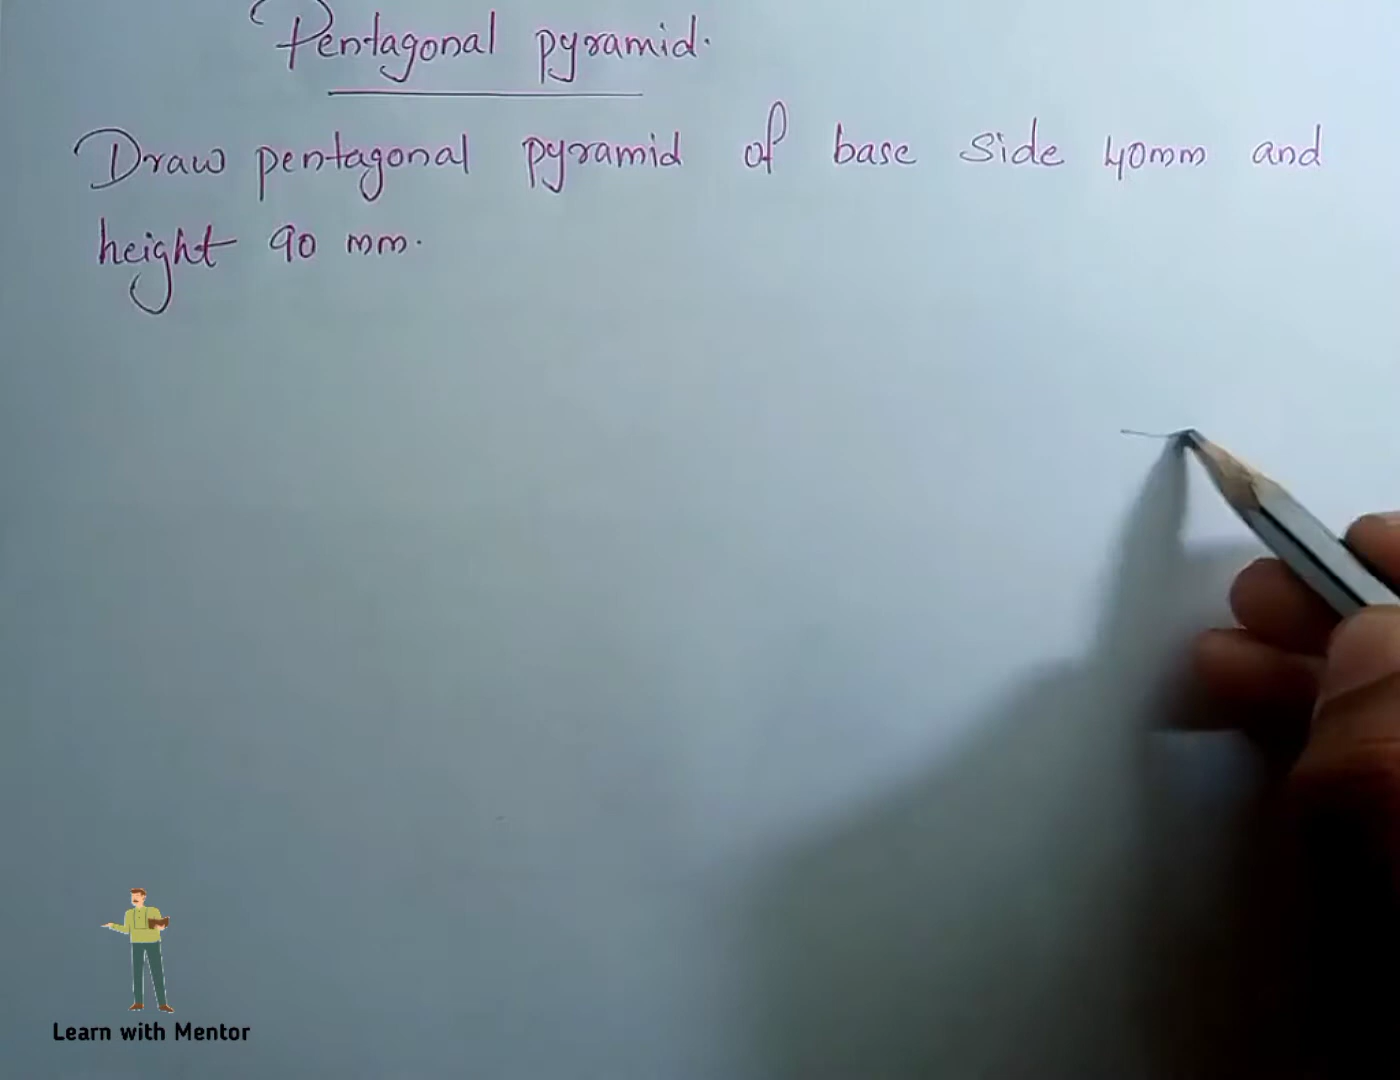 Pentagonal pyramid.
Draw pentagonal pyramid of base side 40mm and
height 90 mm.
Learn with Mentor